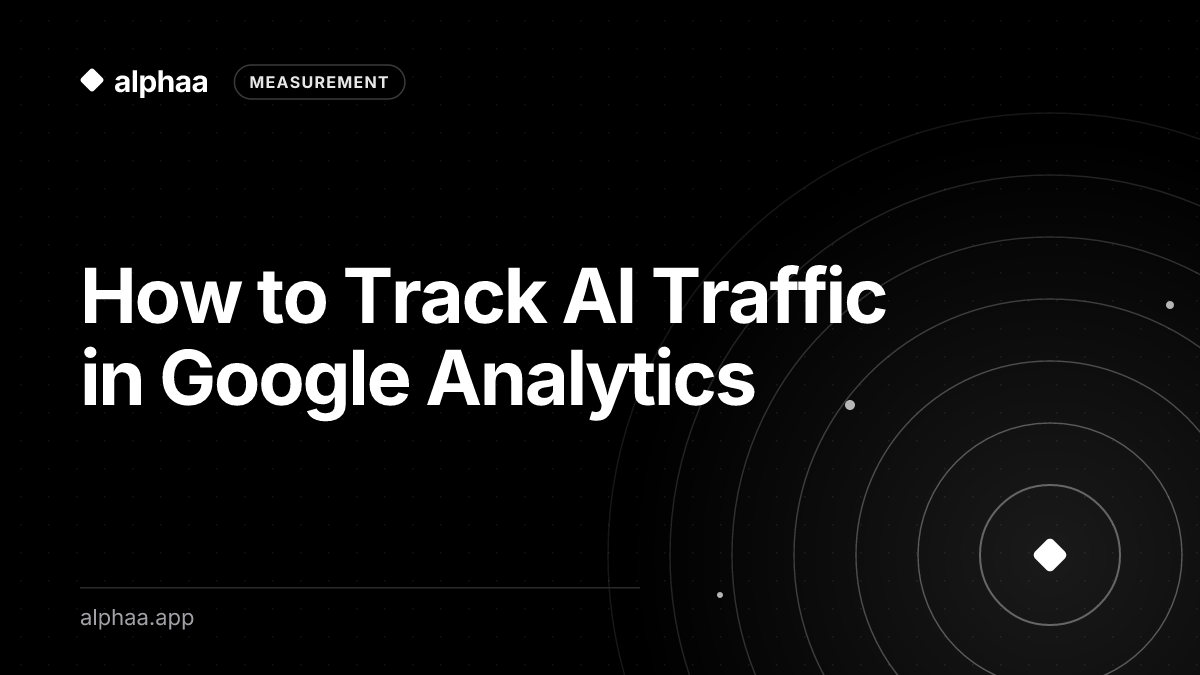 alphaa
MEASUREMENT
How to Track AI Traffic
in Google Analytics
alphaa.app